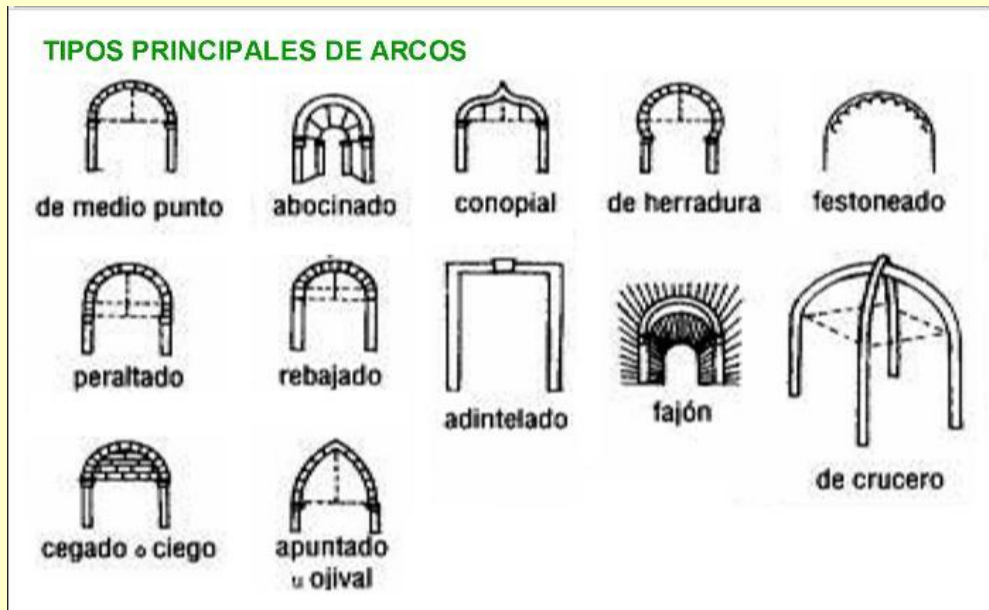 TIPOS PRINCIPALES DE ARCOS
de medio punto
abocinado
conopial
de herradura
festoneado
peraltado
rebajado
adintelado
fajón
de crucero
cegado o ciego
apuntado
u ojival